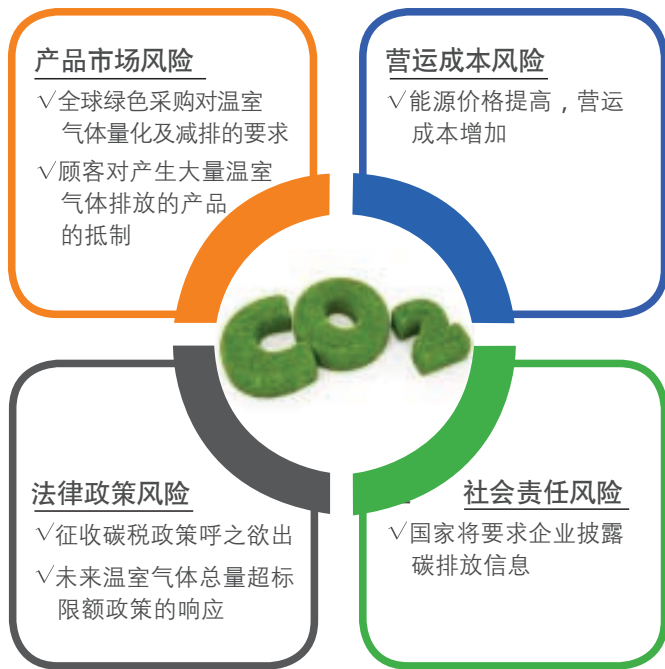 产品市场风险
√全球绿色采购对温室
气体量化及减排的要求
√顾客对产生大量温室
气体排放的产品
的抵制
营运成本风险
√能源价格提高，营运
成本增加
CO2
法律政策风险
√征收碳税政策呼之欲出
√未来温室气体总量超标
限额政策的响应
社会责任风险
√国家将要求企业披露
碳排放信息